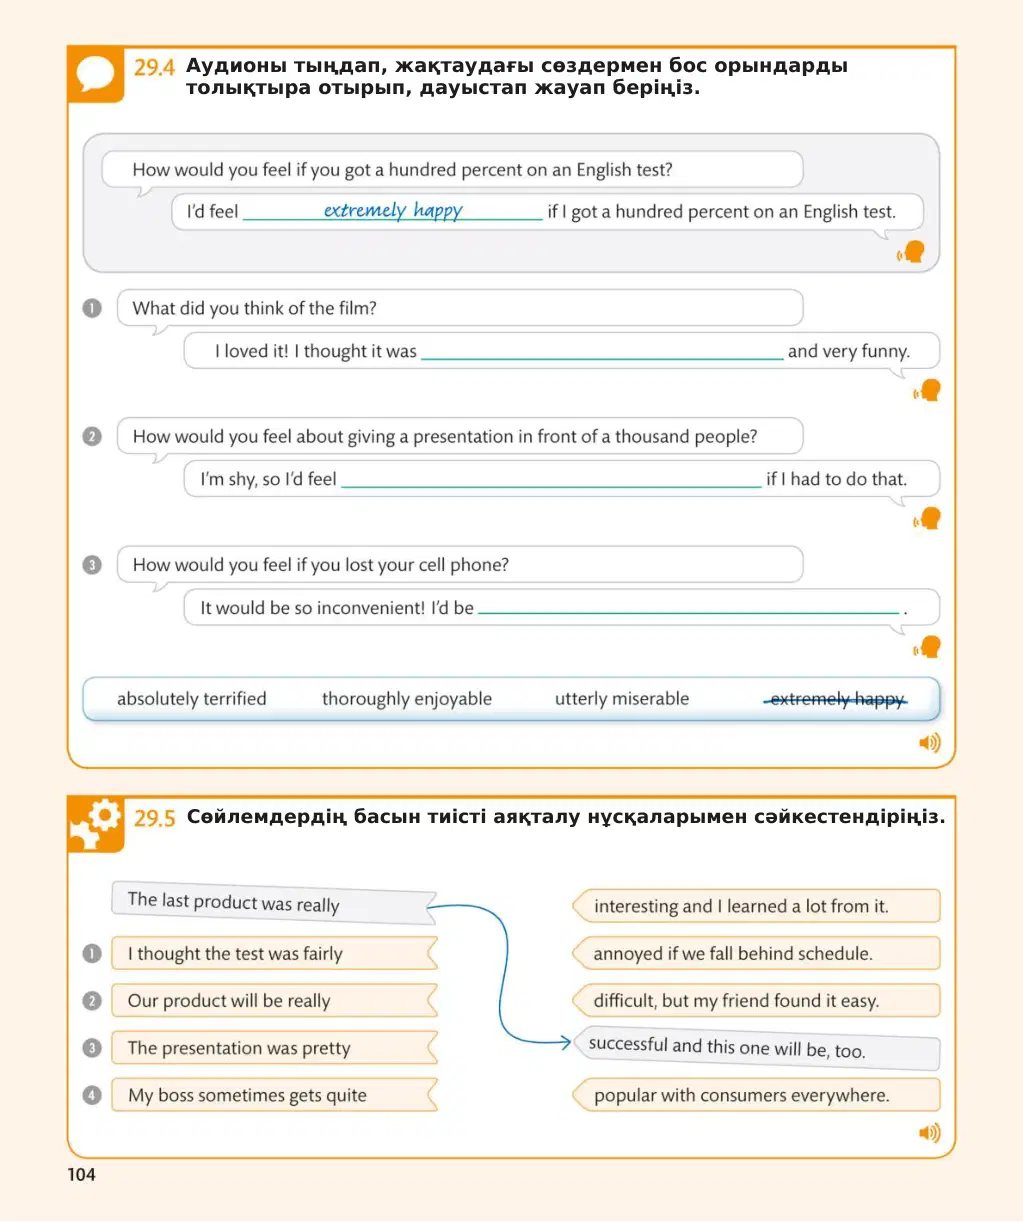 29.4 Аудионы тыңдап, жақтаудағы сөздермен бос орындарды
толықтыра отырып, дауыстап жауап беріңіз.
How would you feel if you got a hundred percent on an English test?
I'd feel extremely happy if I got a hundred percent on an English test.
1 What did you think of the film?
I loved it! I thought it was ______ and very funny.
2 How would you feel about giving a presentation in front of a thousand people?
I'm shy, so I'd feel ______ if I had to do that.
3 How would you feel if you lost your cell phone?
It would be so inconvenient! I'd be ______ .
absolutely terrified thoroughly enjoyable utterly miserable extremely happy
29.5 Сөйлемдердің басын тиісті аяқталу нұсқаларымен сәйкестендіріңіз.
The last product was really
interesting and I learned a lot from it.
1 I thought the test was fairly
annoyed if we fall behind schedule.
2 Our product will be really
difficult, but my friend found it easy.
3 The presentation was pretty
successful and this one will be, too.
4 My boss sometimes gets quite
popular with consumers everywhere.
104